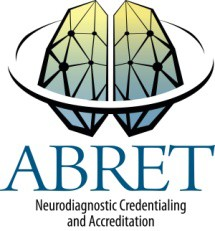 ABRET
Neurodiagnostic Credentialing
and Accreditation